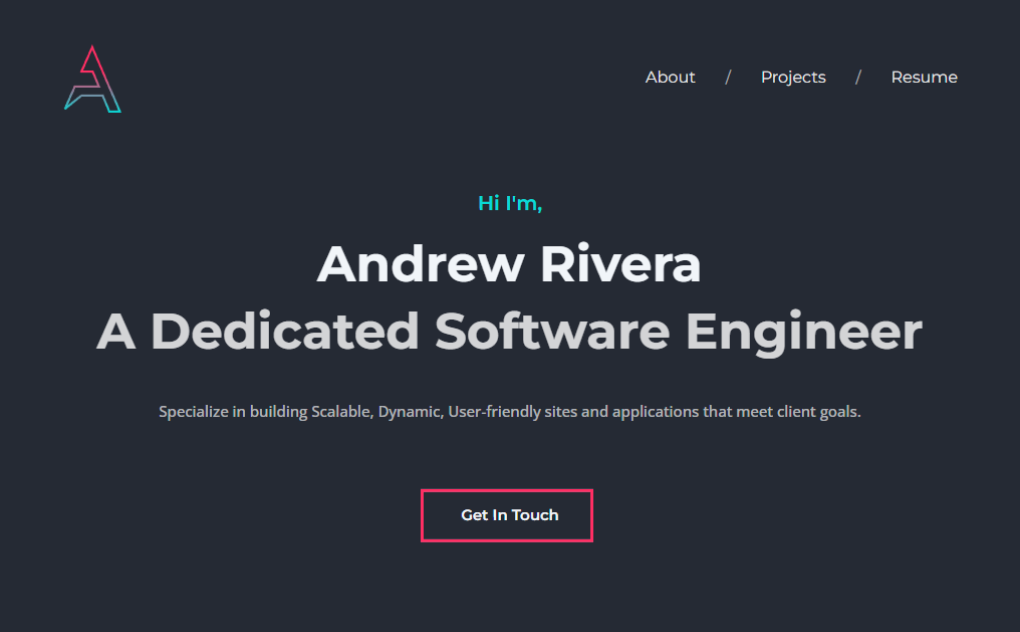 About / Projects / Resume
Hi I'm,
Andrew Rivera
A Dedicated Software Engineer
Specialize in building Scalable, Dynamic, User-friendly sites and applications that meet client goals.
Get In Touch